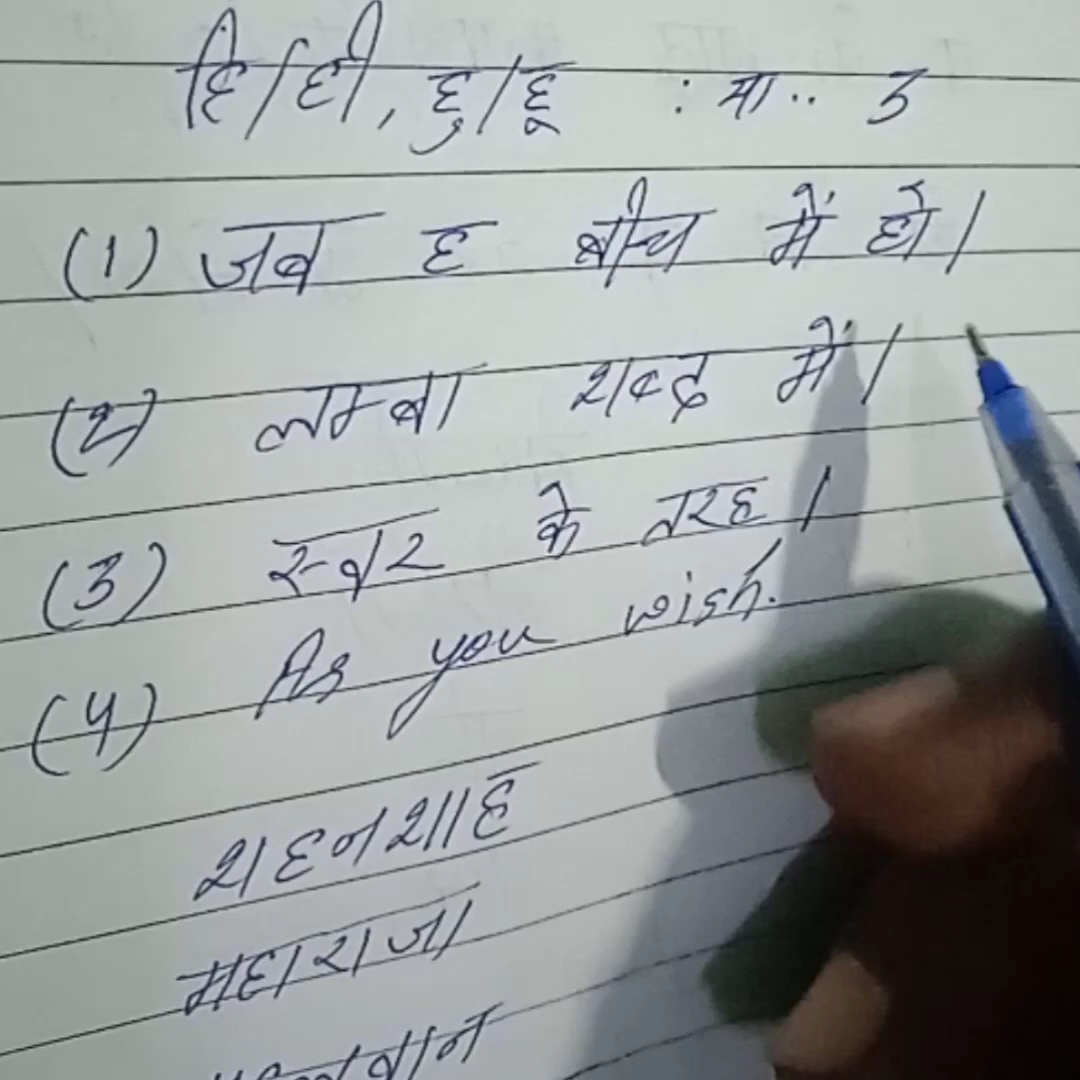 हि/ही, हु/हू : मा.. 3
(1) जब ह बीच में हो।
(2) लम्बा शब्द में।
(3) स्वर के तरह।
(4) As you wish.
शहनशाह
महाराजा